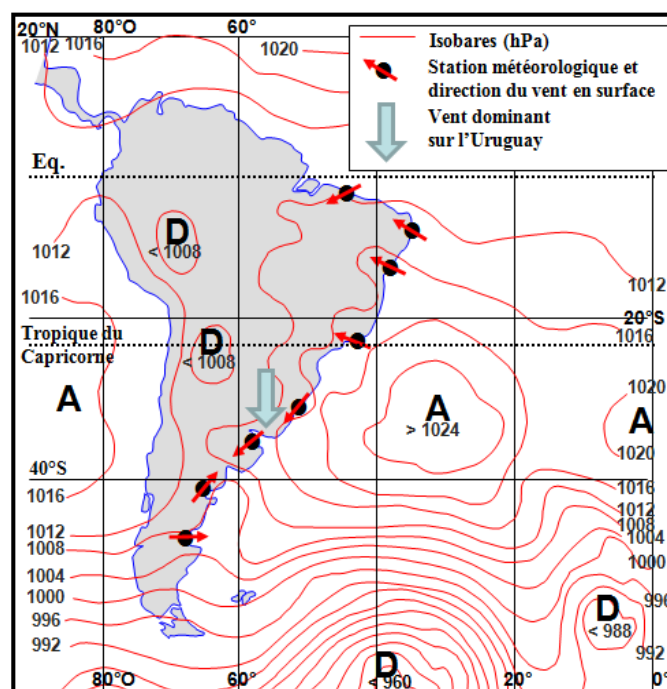 20°N
1012
1016
80°O
60°
1020
Isobares (hPa)
Station météorologique et
direction du vent en surface
Vent dominant
sur l'Uruguay
Eq.
D
< 1008
1012
1012
1016
20°S
1016
Tropique du
Capricorne
D
< 1008
A
A
> 1024
1020
A
1020
40°S
1016
1016
1012
1008
1004
1000
1012
1008
1004
1000
996
992
996
D
< 988
992
D
960
80°O
60°
20°
0°